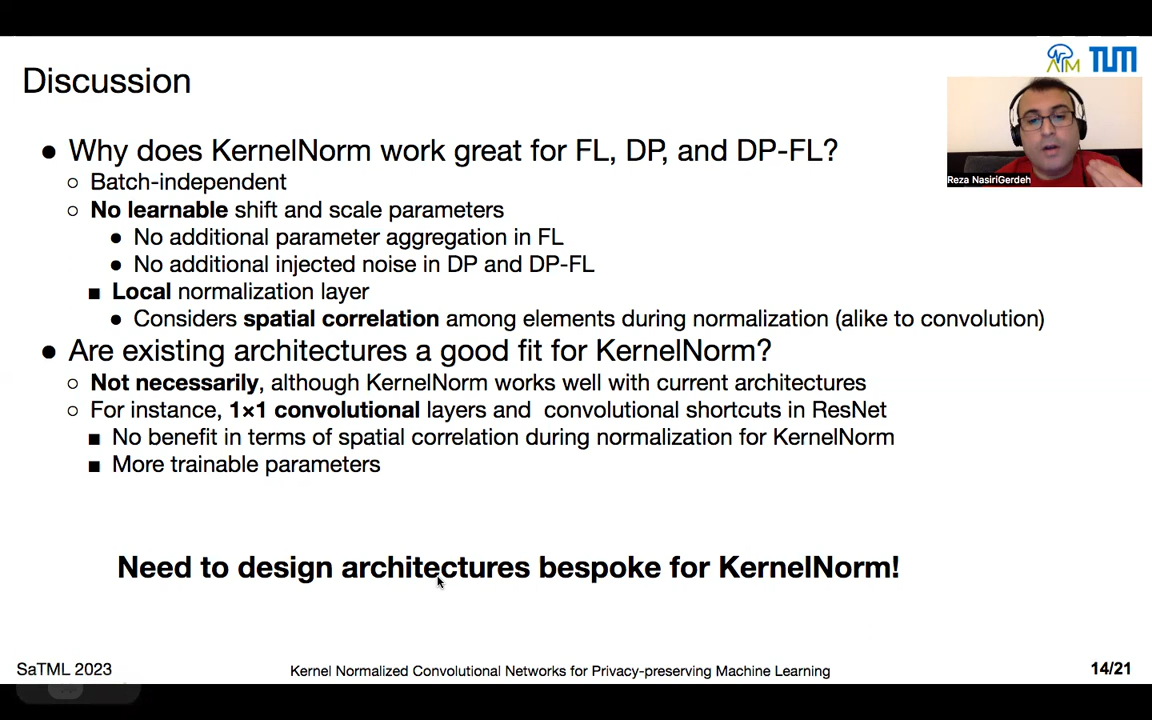 Discussion
AIM TUM
Reza NasiriGerdeh
● Why does KernelNorm work great for FL, DP, and DP-FL?
○ Batch-independent
○ No learnable shift and scale parameters
● No additional parameter aggregation in FL
● No additional injected noise in DP and DP-FL
■ Local normalization layer
● Considers spatial correlation among elements during normalization (alike to convolution)
● Are existing architectures a good fit for KernelNorm?
○ Not necessarily, although KernelNorm works well with current architectures
○ For instance, 1×1 convolutional layers and convolutional shortcuts in ResNet
■ No benefit in terms of spatial correlation during normalization for KernelNorm
■ More trainable parameters
Need to design architectures bespoke for KernelNorm!
SaTML 2023
Kernel Normalized Convolutional Networks for Privacy-preserving Machine Learning
14/21